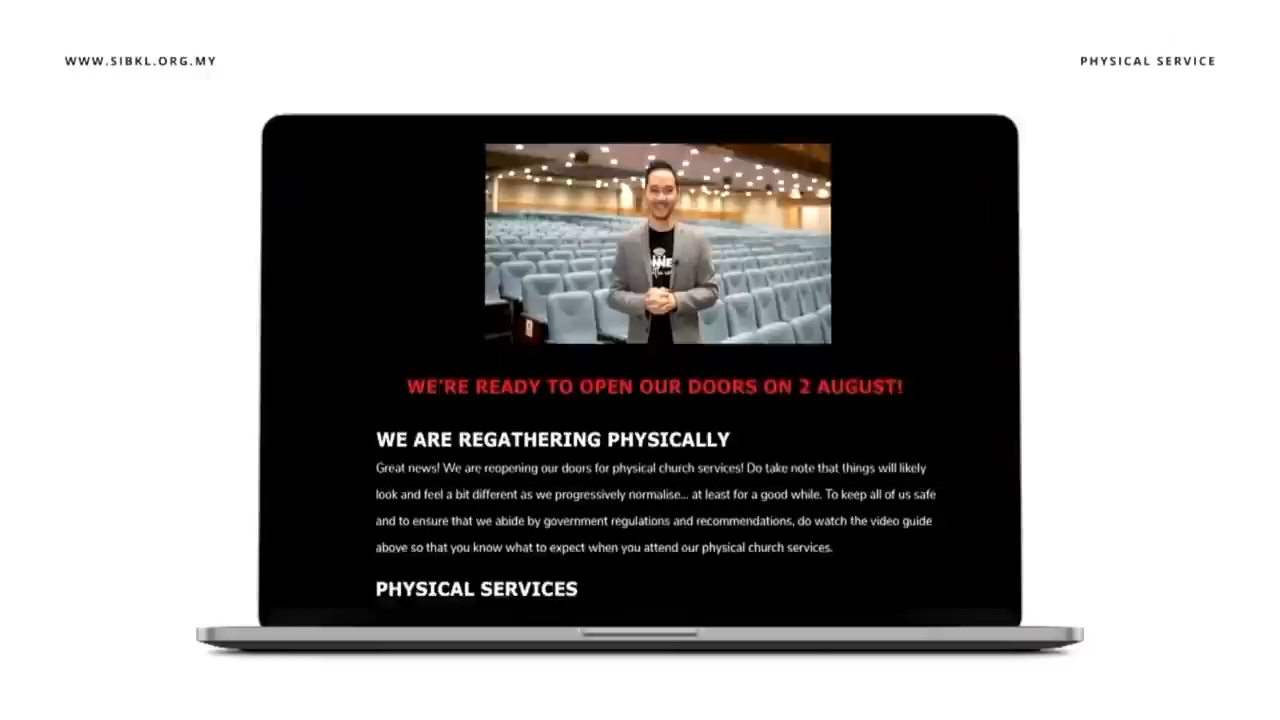 WWW.SIBKL.ORG.MY
PHYSICAL SERVICE
WE'RE READY TO OPEN OUR DOORS ON 2 AUGUST!
WE ARE REGATHERING PHYSICALLY
Great news! We are reopening our doors for physical church services! Do take note that things will likely
look and feel a bit different as we progressively normalise... at least for a good while. To keep all of us safe
and to ensure that we abide by government regulations and recommendations, do watch the video guide
above so that you know what to expect when you attend our physical church services.
PHYSICAL SERVICES